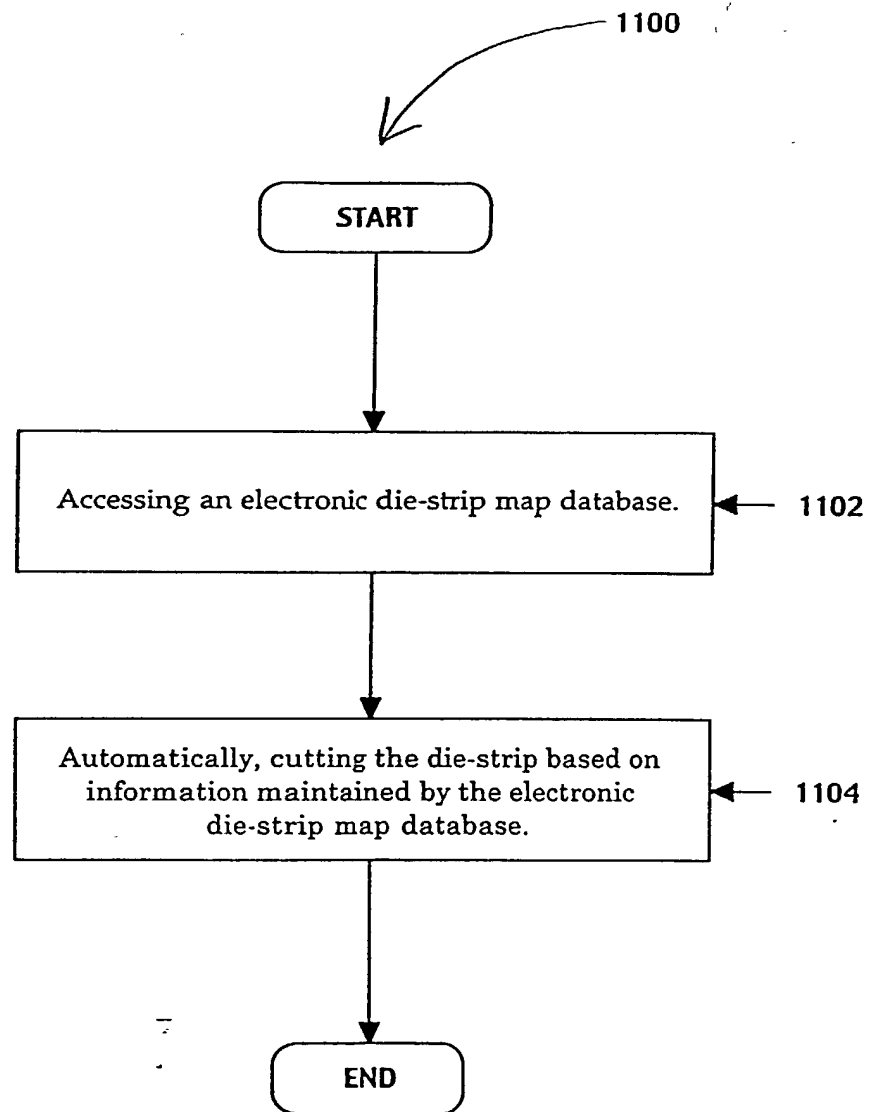 1100
START
Accessing an electronic die-strip map database.
1102
Automatically, cutting the die-strip based on
information maintained by the electronic
die-strip map database.
1104
END